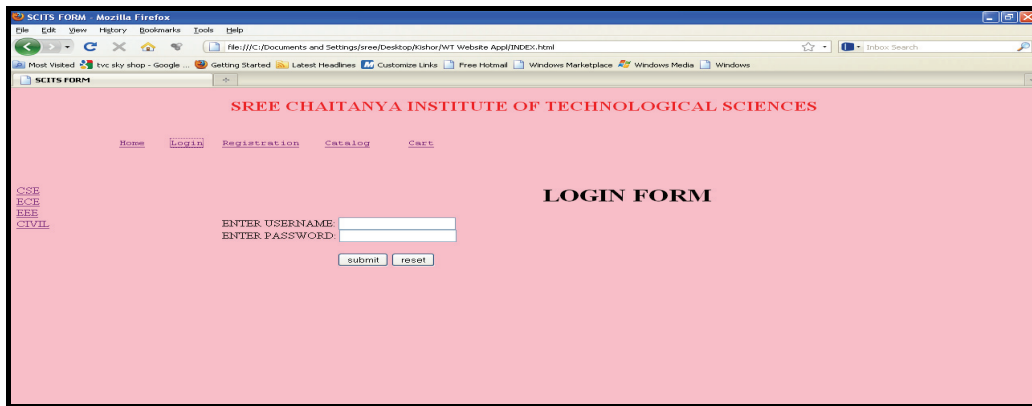 SCITS FORM - Mozilla Firefox
File Edit View History Bookmarks Tools Help
file:///C:/Documents and Settings/sree/Desktop/Kishor/WT Website Appl/INDEX.html Inbox Search
Most Visited tvc sky shop - Google ... Getting Started Latest Headlines Customize Links Free Hotmail Windows Marketplace Windows Media Windows
SCITS FORM
SREE CHAITANYA INSTITUTE OF TECHNOLOGICAL SCIENCES
Home Login Registration Catalog Cart
CSE
ECE
EEE
CIVIL
LOGIN FORM
ENTER USERNAME:
ENTER PASSWORD:
submit reset